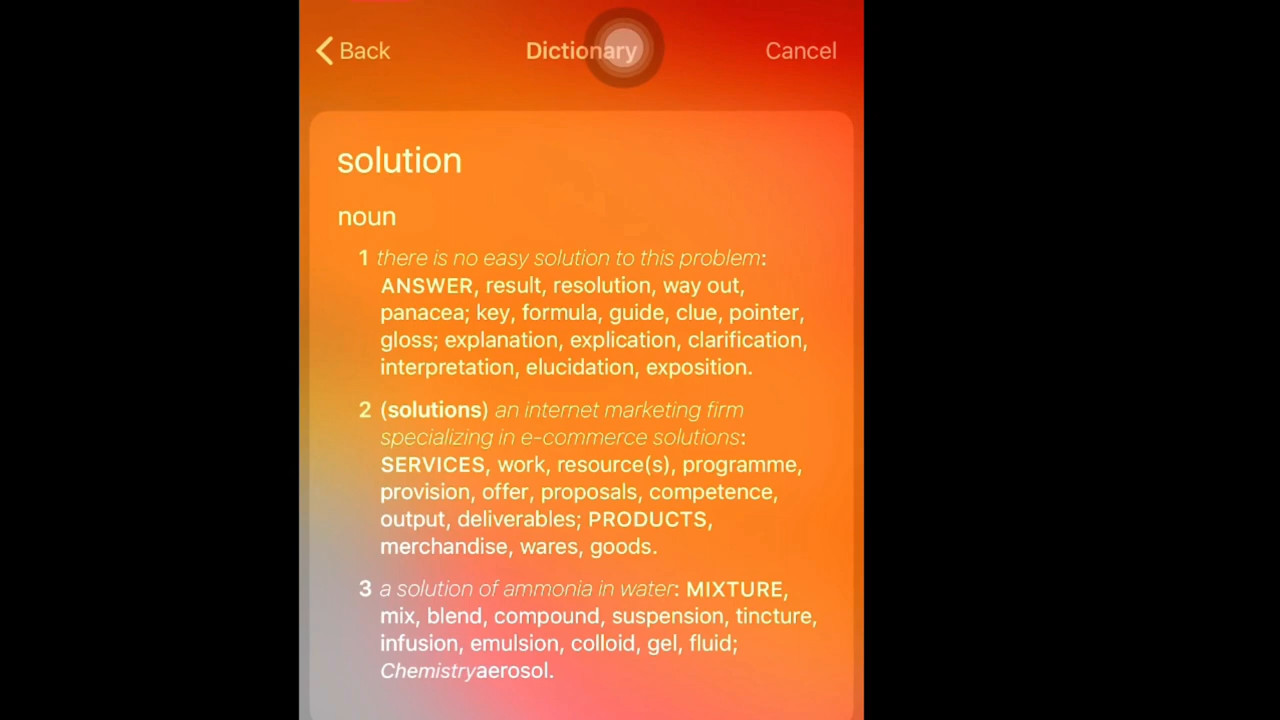 Back Dictionary Cancel
solution
noun
1 there is no easy solution to this problem:
ANSWER, result, resolution, way out,
panacea; key, formula, guide, clue, pointer,
gloss; explanation, explication, clarification,
interpretation, elucidation, exposition.
2 (solutions) an internet marketing firm
specializing in e-commerce solutions:
SERVICES, work, resource(s), programme,
provision, offer, proposals, competence,
output, deliverables; PRODUCTS,
merchandise, wares, goods.
3 a solution of ammonia in water: MIXTURE,
mix, blend, compound, suspension, tincture,
infusion, emulsion, colloid, gel, fluid;
Chemistryaerosol.